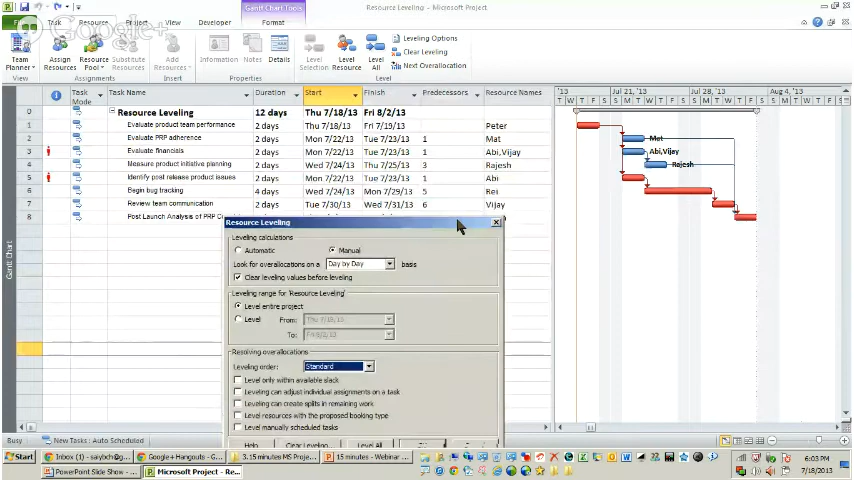 Gantt Chart Tools
Resource Leveling - Microsoft Project
File Task Resource Project View Developer Format
Google+
Team Planner
Assign Resources
Resource Pool
Substitute Resources
Add Resources
Information
Notes
Details
Level Selection
Level Resource
Level All
Leveling Options
Clear Leveling
Next Overallocation
View Assignments Insert Properties Level
Task Mode Task Name Duration Start Finish Predecessors Resource Names
'13 Jul 21, '13 Jul 28, '13 Aug 4, '13
0 Resource Leveling 12 days Thu 7/18/13 Fri 8/2/13
1 Evaluate product team performance 2 days Thu 7/18/13 Fri 7/19/13 Peter
2 Evaluate PRP adherence 2 days Mon 7/22/13 Tue 7/23/13 1 Mat
3 Evaluate financials 2 days Mon 7/22/13 Tue 7/23/13 1 Abi,Vijay
4 Measure product initiative planning 2 days Wed 7/24/13 Thu 7/25/13 3 Rajesh
5 Identify post release product issues 2 days Mon 7/22/13 Tue 7/23/13 1 Abi
6 Begin bug tracking 4 days Wed 7/24/13 Mon 7/29/13 5 Rei
7 Review team communication 2 days Tue 7/30/13 Wed 7/31/13 6 Vijay
8 Post Launch Analysis of PRP
Mat
Abi,Vijay
Rajesh
Gantt Chart
Resource Leveling
Leveling calculations
Automatic Manual
Look for overallocations on a Day by Day basis
Clear leveling values before leveling
Leveling range for 'Resource Leveling'
Level entire project
Level From: Thu 7/18/13
To: Fri 8/2/13
Resolving overallocations
Leveling order: Standard
Level only within available slack
Leveling can adjust individual assignments on a task
Leveling can create splits in remaining work
Level resources with the proposed booking type
Level manually scheduled tasks
Help Clear Leveling... Level All
Busy New Tasks : Auto Scheduled
Start Inbox (1) - saiybch@g... Google+ Hangouts - G... 3. 15 minutes MS Proje... 15 minutes - Webinar ...
PowerPoint Slide Show - ... Microsoft Project - Re...
6:03 PM
7/18/2013